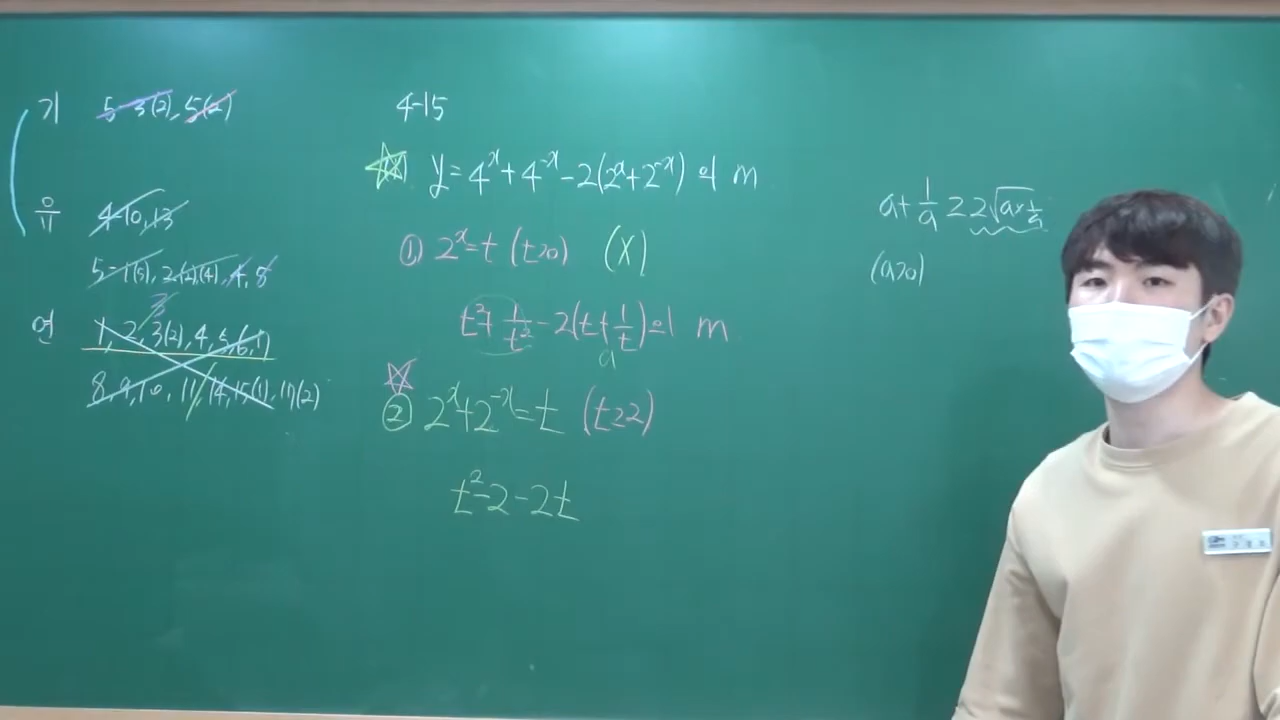 기 5-3(2), 5(2)
유 4-10, 13
5-1(5), 2(2)(4), 4, 8
3
연 1, 2, 3(2), 4, 5, 6, 7
8, 9, 10, 11, 14, 15(1), 17(2)
4-15
y=4^x+4^-x-2(2^x+2^-x) 의 m
① 2^x=t (t>0) (X)
t²+1/t²-2(t+1/t)의 m
a
② 2^x+2^-x=t (t≥2)
t²-2-2t
a+1/a≥2√a×1/a
(a>0)